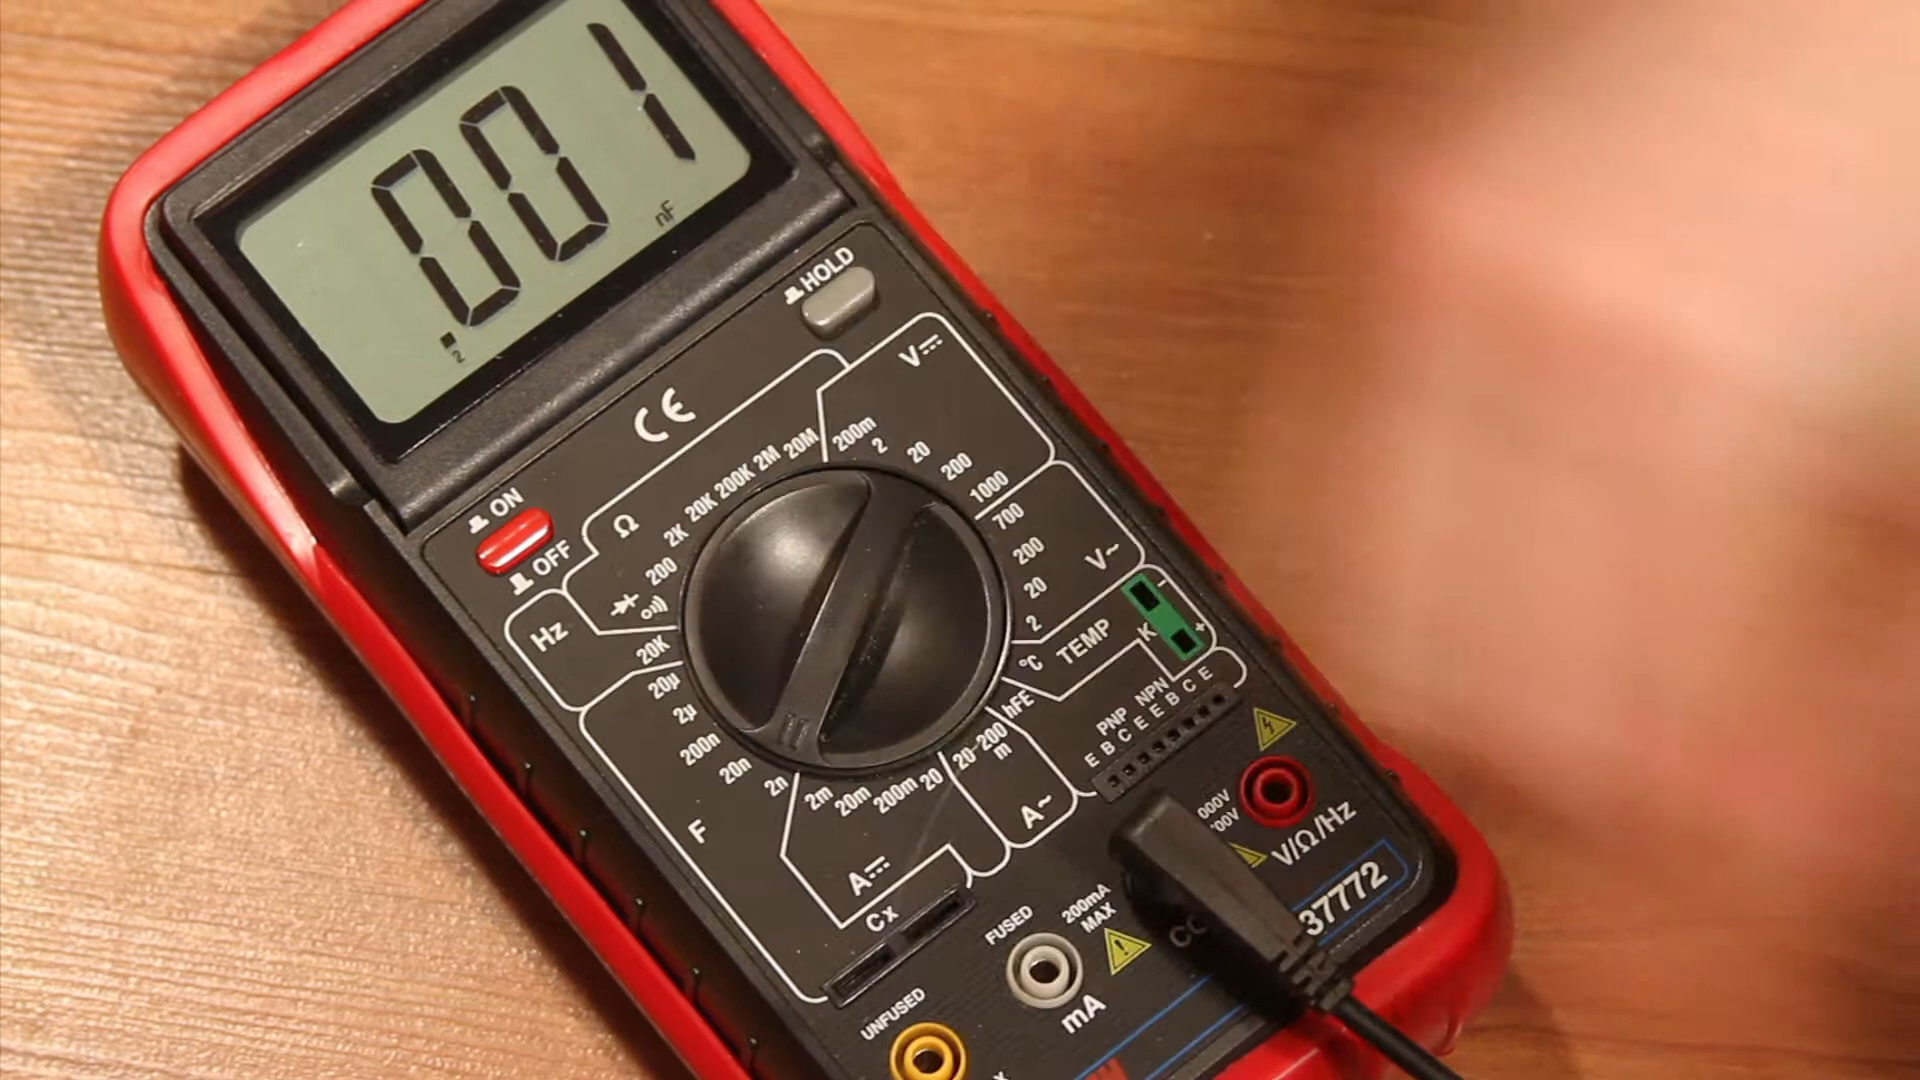 .001
nF
2
HOLD
CE
V⎓
ON
OFF
Ω
200
2K
20K
200K
2M
20M
200m
2
20
200
1000
700
200
20
2
V~
Hz
20K
°C
TEMP
K
-
+
hFE
PNP NPN
E B C E E B C E
20µ
2µ
200n
20n
2n
F
2m
20m
200m
20
20-200
m
A⎓
A~
Cx
000V
00V
V/Ω/Hz
37772
FUSED
200mA
MAX
mA
UNFUSED